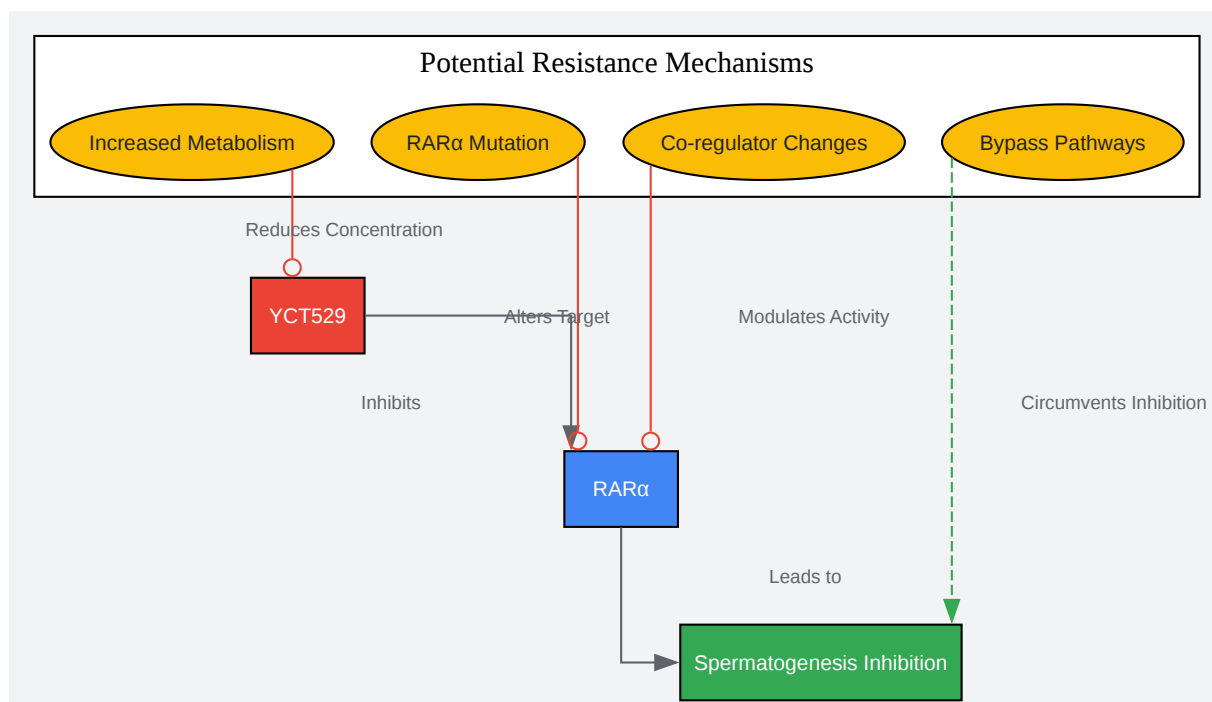 Potential Resistance Mechanisms
Increased Metabolism
RARα Mutation
Co-regulator Changes
Bypass Pathways
Reduces Concentration
YCT529
Alters Target
Modulates Activity
Inhibits
Circumvents Inhibition
RARα
Leads to
Spermatogenesis Inhibition